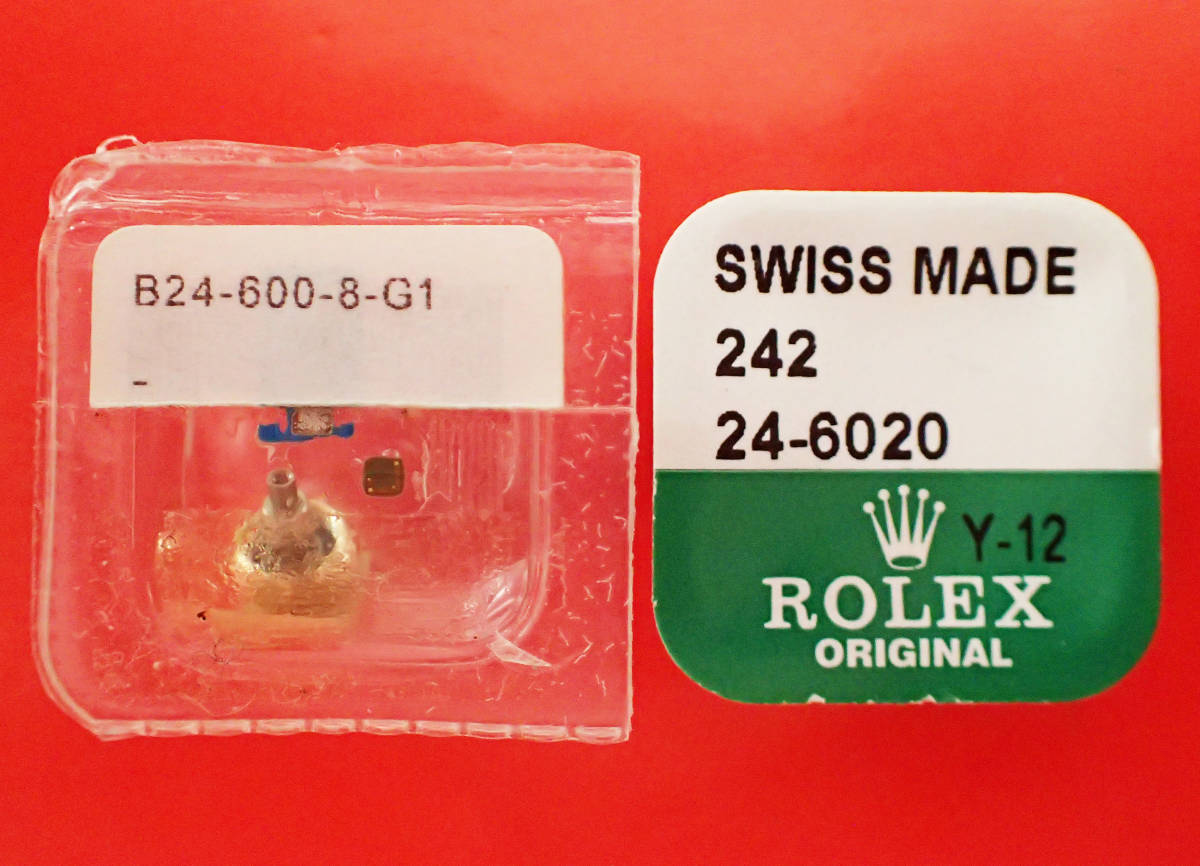 B24-600-8-G1
-
SWISS MADE
242
24-6020
Y-12
ROLEX
ORIGINAL